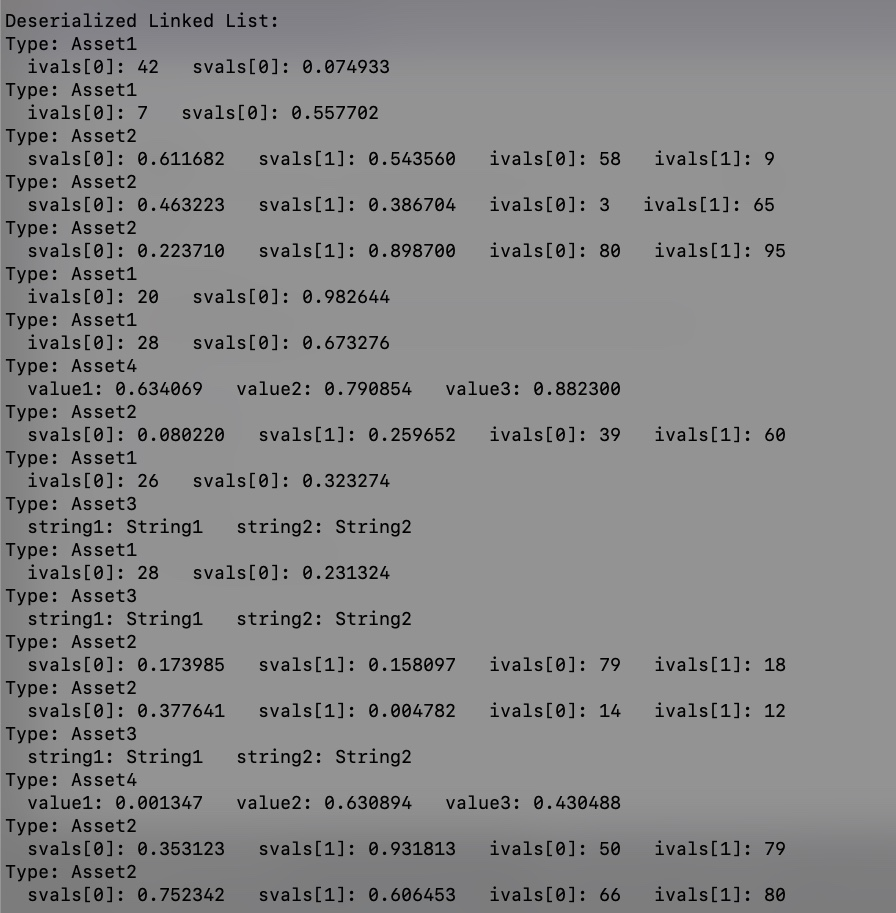 Deserialized Linked List:
Type: Asset1
  ivals[0]: 42   svals[0]: 0.074933
Type: Asset1
  ivals[0]: 7   svals[0]: 0.557702
Type: Asset2
  svals[0]: 0.611682   svals[1]: 0.543560   ivals[0]: 58   ivals[1]: 9
Type: Asset2
  svals[0]: 0.463223   svals[1]: 0.386704   ivals[0]: 3   ivals[1]: 65
Type: Asset2
  svals[0]: 0.223710   svals[1]: 0.898700   ivals[0]: 80   ivals[1]: 95
Type: Asset1
  ivals[0]: 20   svals[0]: 0.982644
Type: Asset1
  ivals[0]: 28   svals[0]: 0.673276
Type: Asset4
  value1: 0.634069   value2: 0.790854   value3: 0.882300
Type: Asset2
  svals[0]: 0.080220   svals[1]: 0.259652   ivals[0]: 39   ivals[1]: 60
Type: Asset1
  ivals[0]: 26   svals[0]: 0.323274
Type: Asset3
  string1: String1   string2: String2
Type: Asset1
  ivals[0]: 28   svals[0]: 0.231324
Type: Asset3
  string1: String1   string2: String2
Type: Asset2
  svals[0]: 0.173985   svals[1]: 0.158097   ivals[0]: 79   ivals[1]: 18
Type: Asset2
  svals[0]: 0.377641   svals[1]: 0.004782   ivals[0]: 14   ivals[1]: 12
Type: Asset3
  string1: String1   string2: String2
Type: Asset4
  value1: 0.001347   value2: 0.630894   value3: 0.430488
Type: Asset2
  svals[0]: 0.353123   svals[1]: 0.931813   ivals[0]: 50   ivals[1]: 79
Type: Asset2
  svals[0]: 0.752342   svals[1]: 0.606453   ivals[0]: 66   ivals[1]: 80